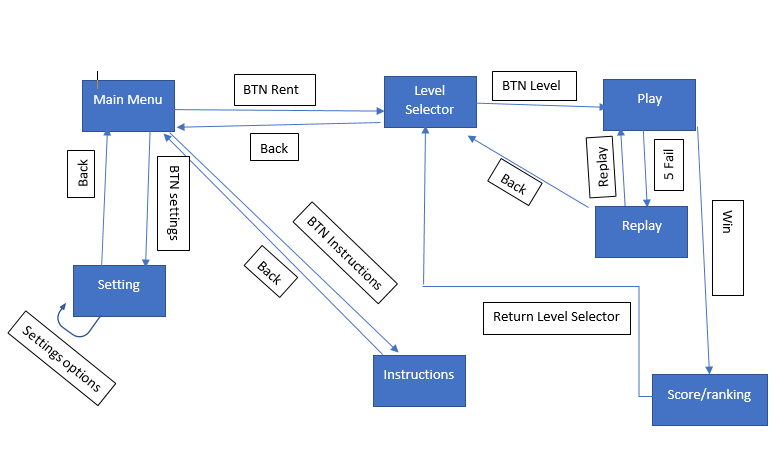 BTN Rent
BTN Level
Main Menu
Level
Selector
Play
Back
Back
BTN settings
Back
Replay
5 Fail
BTN Instructions
Win
Replay
Back
Setting
Return Level Selector
Settings options
Instructions
Score/ranking